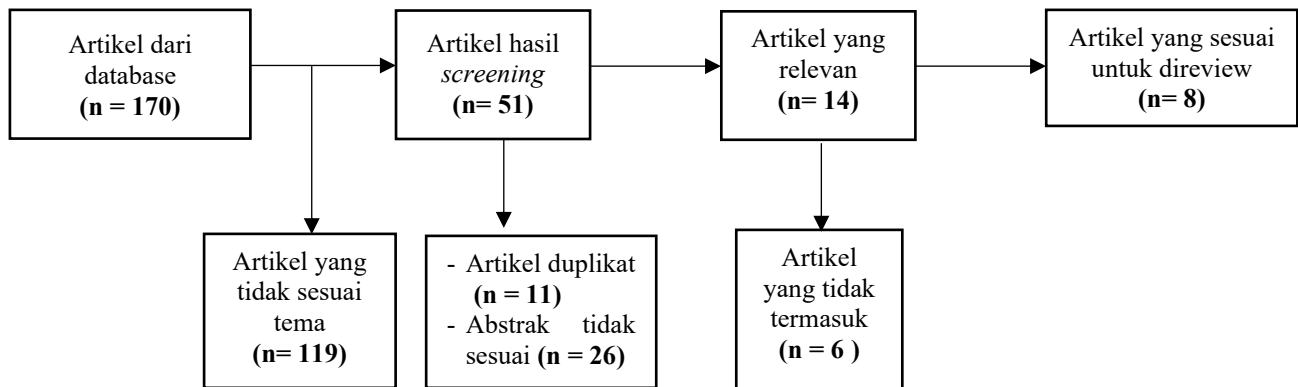 Artikel dari
database
(n = 170)
Artikel hasil
screening
(n= 51)
Artikel yang
relevan
(n= 14)
Artikel yang sesuai
untuk direview
(n= 8)
Artikel yang
tidak sesuai
tema
(n= 119)
- Artikel duplikat
(n = 11)
- Abstrak tidak
sesuai (n = 26)
Artikel
yang tidak
termasuk
(n = 6 )